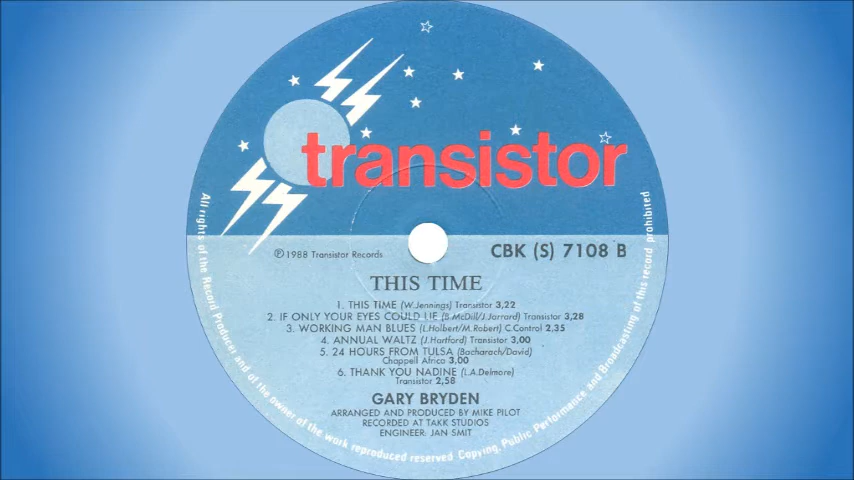 transistor
All rights of the Record Producer and of the owner of the work reproduced reserved. Copying, Public Performance and Broadcasting of this record prohibited
℗1988 Transistor Records
CBK (S) 7108 B
THIS TIME
1. THIS TIME (W.Jennings) Transistor 3,22
2. IF ONLY YOUR EYES COULD LIE (B.McDill/J.Jarrard) Transistor 3,28
3. WORKING MAN BLUES (L.Holbert/M.Robert) C.Control 2,35
4. ANNUAL WALTZ (J.Hartford) Transistor 3,00
5. 24 HOURS FROM TULSA (Bacharach/David)
Chappell Africa 3,00
6. THANK YOU NADINE (L.A.Delmore)
Transistor 2,58
GARY BRYDEN
ARRANGED AND PRODUCED BY MIKE PILOT
RECORDED AT TAKK STUDIOS
ENGINEER: JAN SMIT